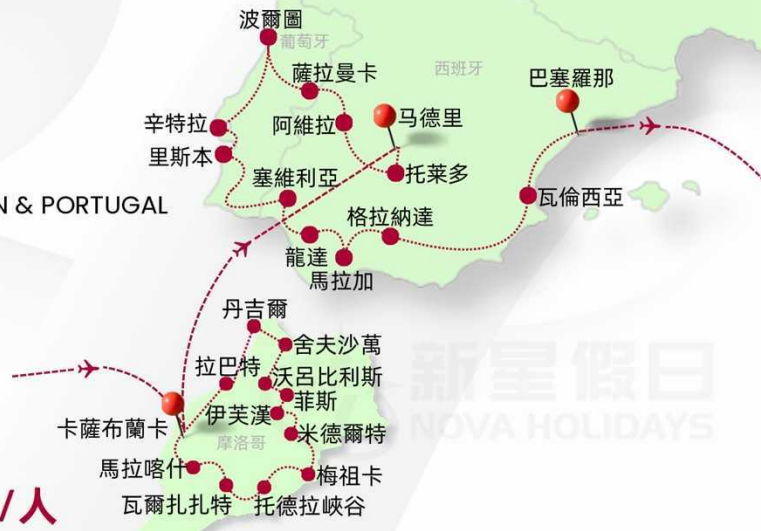 波爾圖
葡萄牙
薩拉曼卡
西班牙
巴塞羅那
辛特拉
阿維拉
马德里
里斯本
塞維利亞
托莱多
N & PORTUGAL
格拉納達
瓦倫西亞
龍達
馬拉加
丹吉爾
舍夫沙萬
拉巴特
沃呂比利斯
菲斯
伊芙漢
卡薩布蘭卡
摩洛哥
米德爾特
新星假日
NOVA HOLIDAYS
馬拉喀什
梅祖卡
瓦爾扎扎特
托德拉峽谷
/人